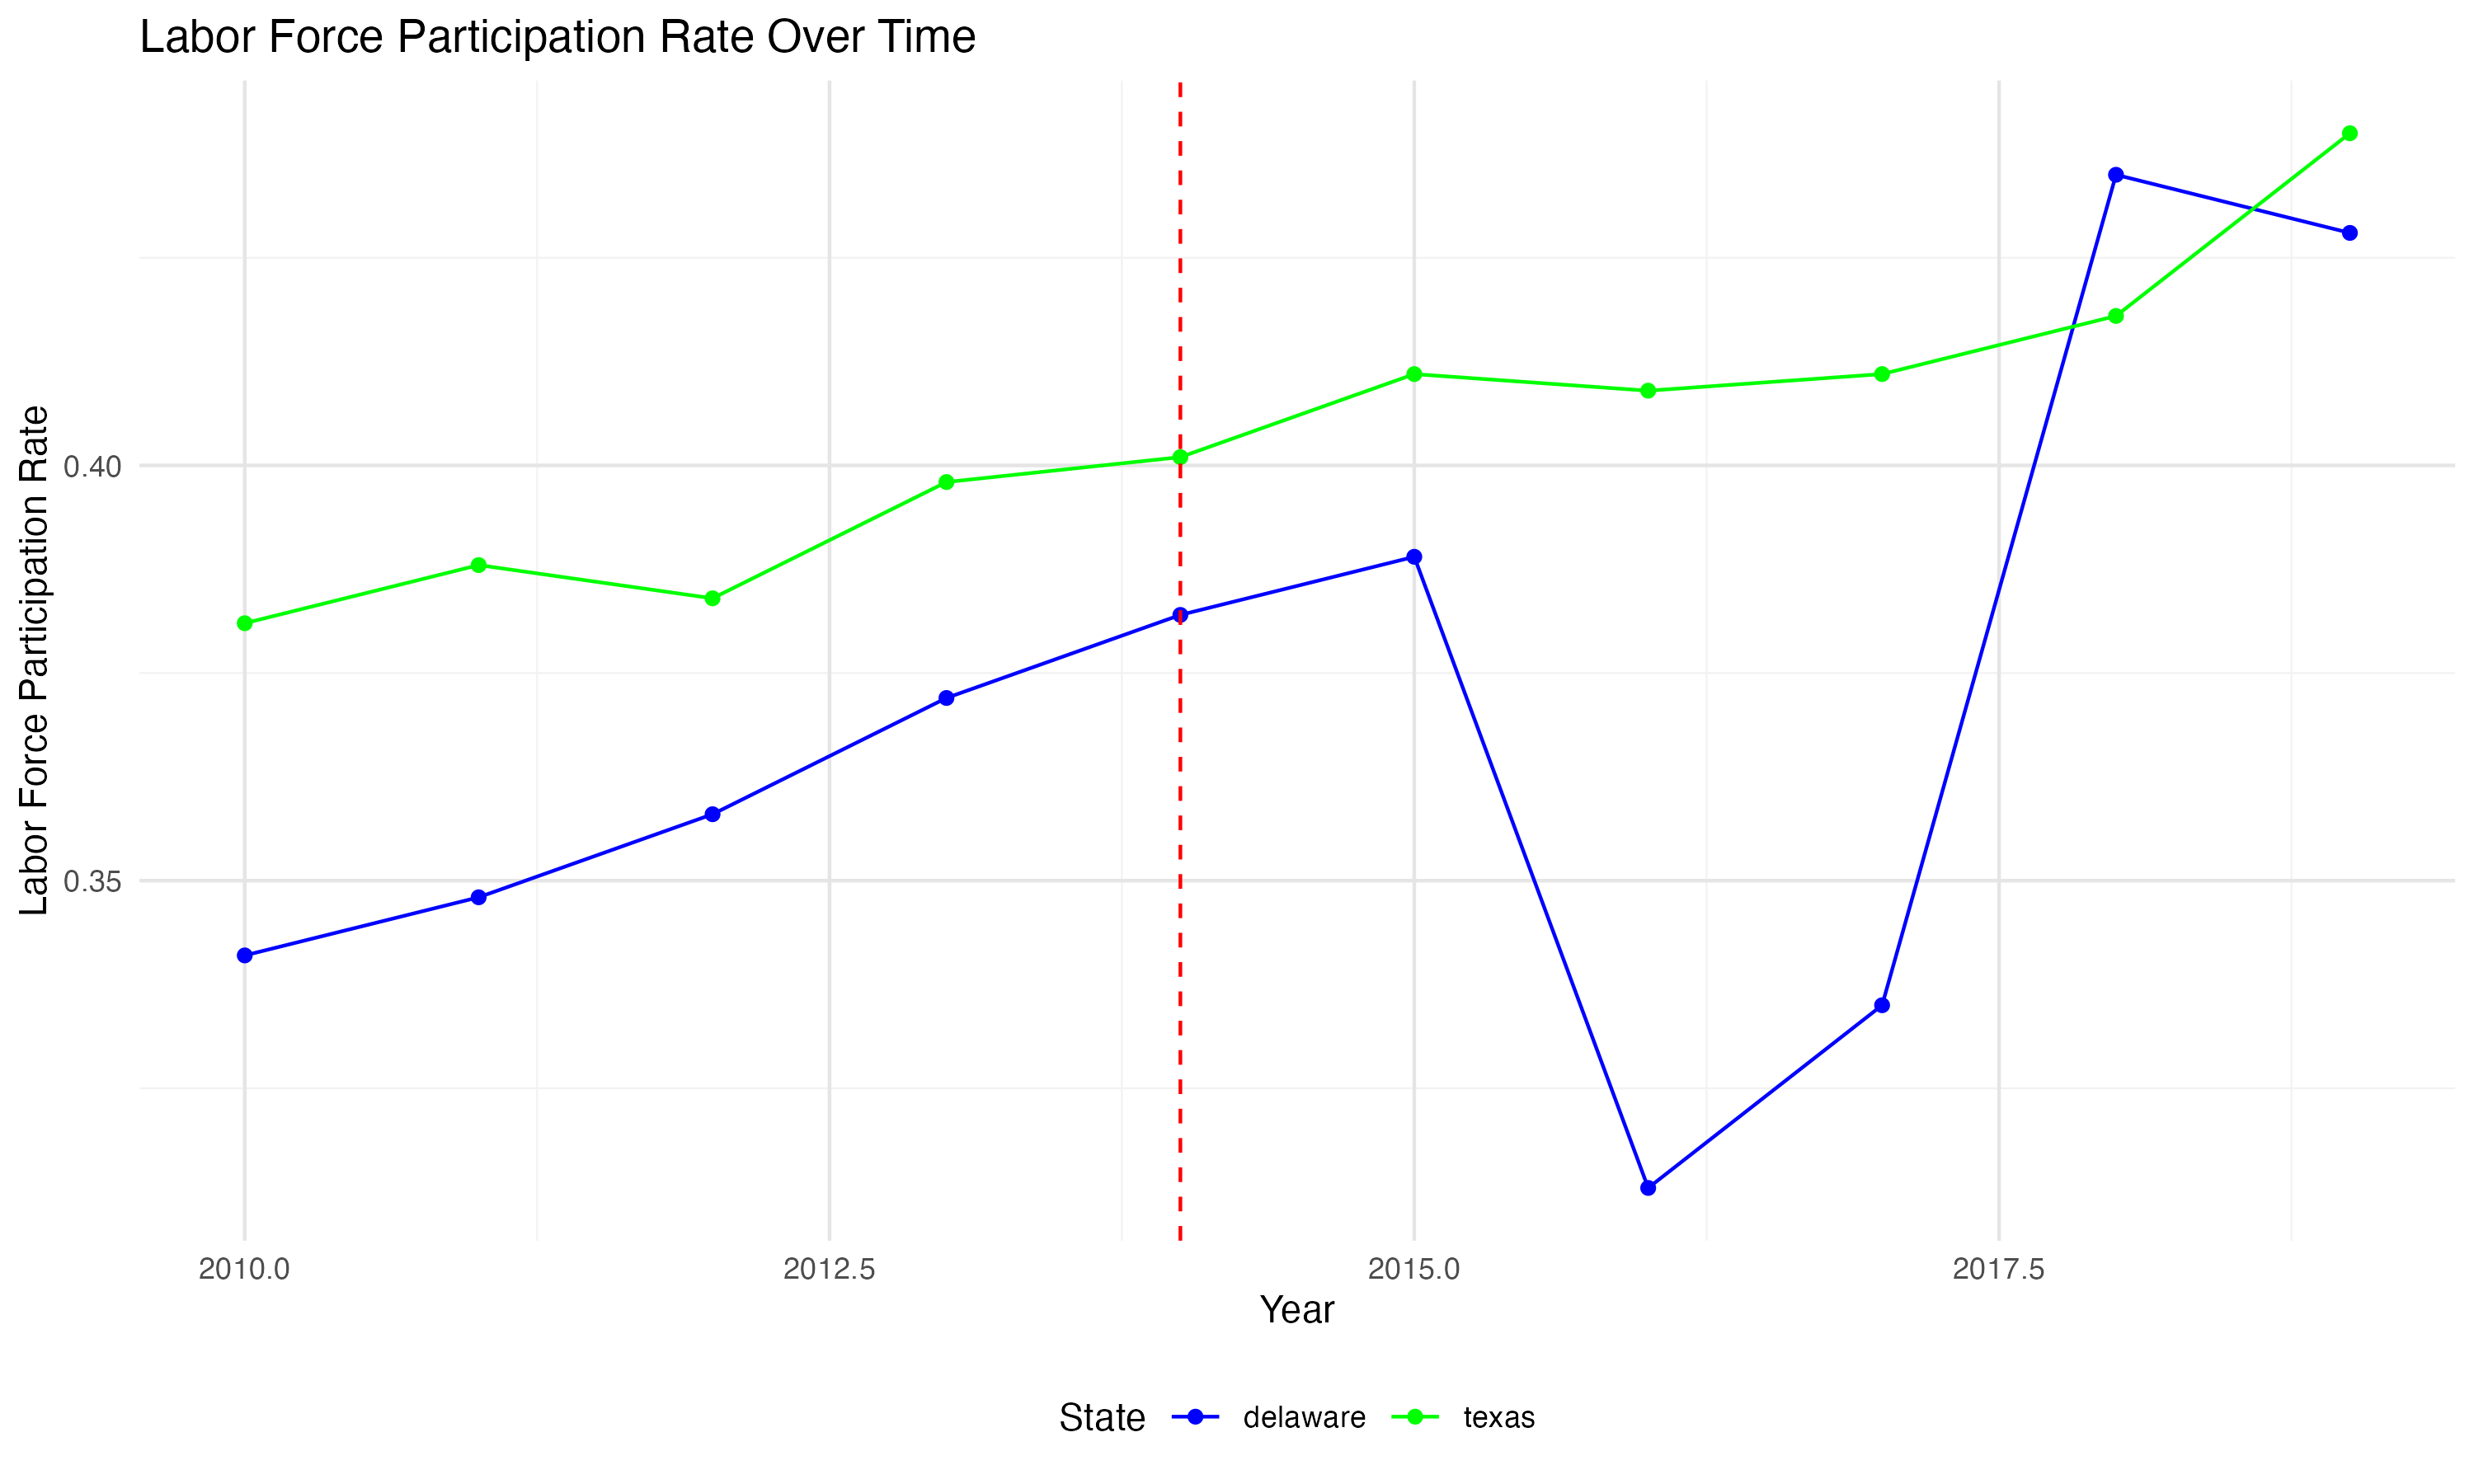 Labor Force Participation Rate Over Time
Labor Force Participation Rate
0.40
0.35
2010.0 2012.5 2015.0 2017.5
Year
State delaware texas